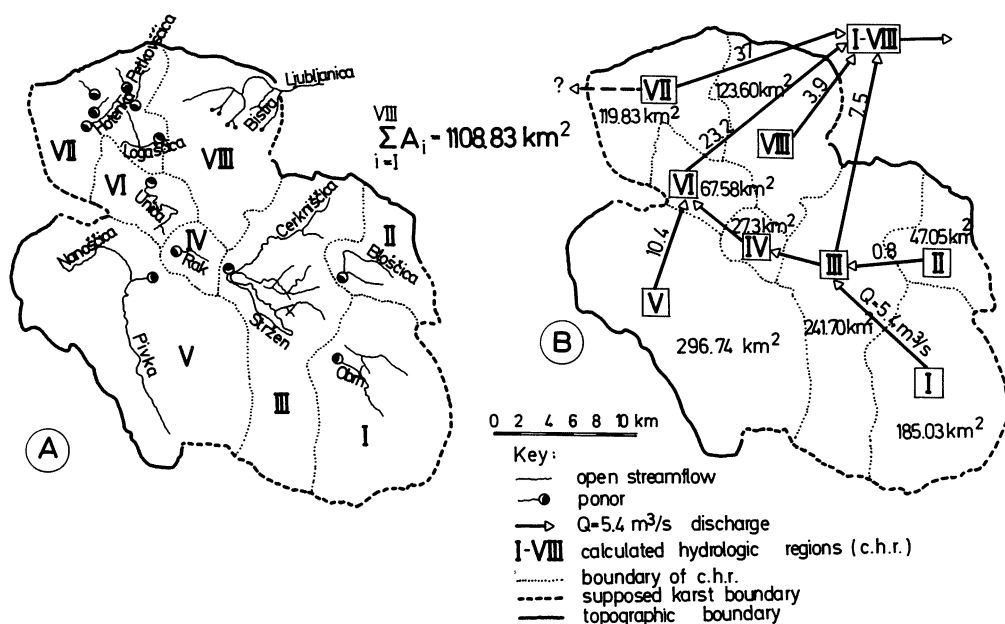 Petkovšca
Hotenka
Logaščica
VII
VI
VIII
Ljubljanica
Bistra
Unica
VIII
Σ Aᵢ = 1108.83 km²
i = I
Nanoščica
IV
Rak
Cerkniščica
II
Bloščica
Stržen
Pivka
V
III
Obrh
I
A
I-VIII
?
VII
119.83 km²
3.1
123.60 km²
3.9
7.5
23.2
VIII
VI
67.58 km²
27.3 km²
IV
10.4
V
296.74 km²
III
0.8
47.05 km²
II
Q=5.4 m³/s
241.70 km²
I
185.03 km²
B
0 2 4 6 8 10 km
Key:
open streamflow
ponor
Q=5.4 m³/s discharge
I-VIII calculated hydrologic regions (c.h.r.)
boundary of c.h.r.
supposed karst boundary
topographic boundary